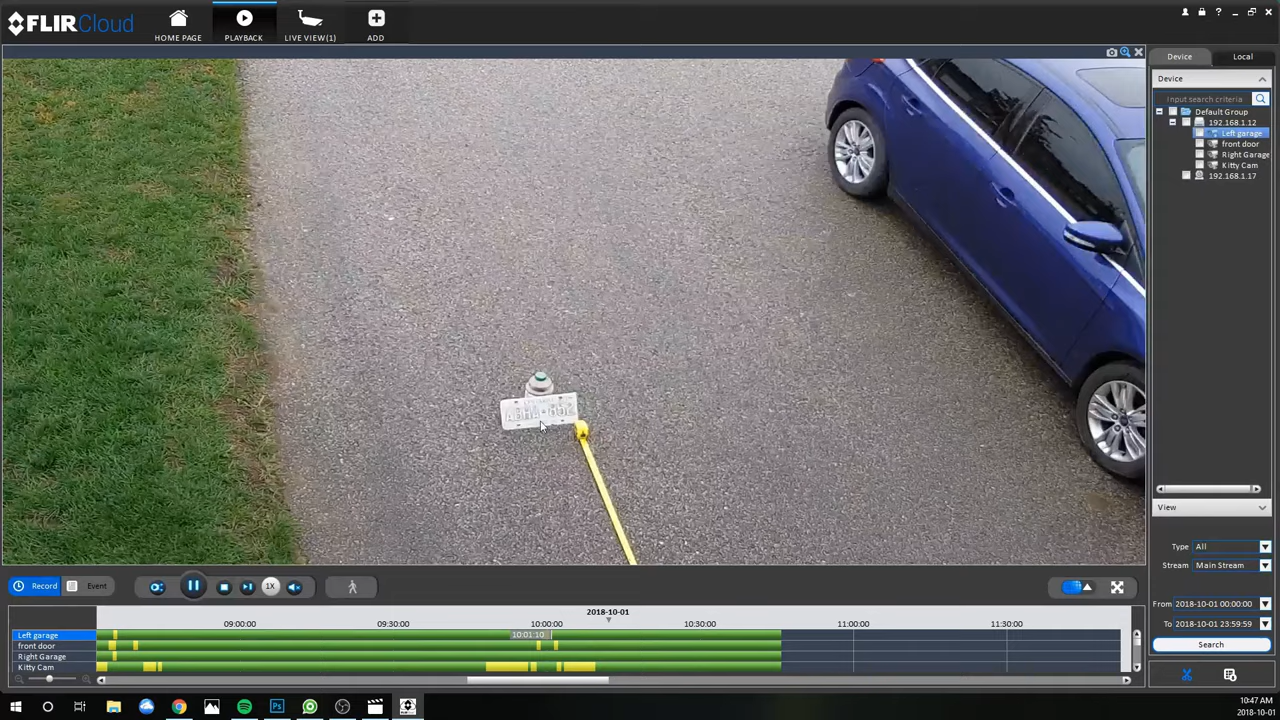 FLIRCloud
HOME PAGE
PLAYBACK
LIVE VIEW(1)
ADD
Device
Local
Device
Input search criteria
Default Group
192.168.1.12
Left garage
front door
Right Garage
Kitty Cam
192.168.1.17
View
Type All
Stream Main Stream
From 2018-10-01 00:00:00
To 2018-10-01 23:59:59
Search
Record
Event
1X
2018-10-01
09:00:00 09:30:00 10:00:00 10:30:00 11:00:00 11:30:00
Left garage
10:01:10
front door
Right Garage
Kitty Cam
Ps
10:47 AM
2018-10-01